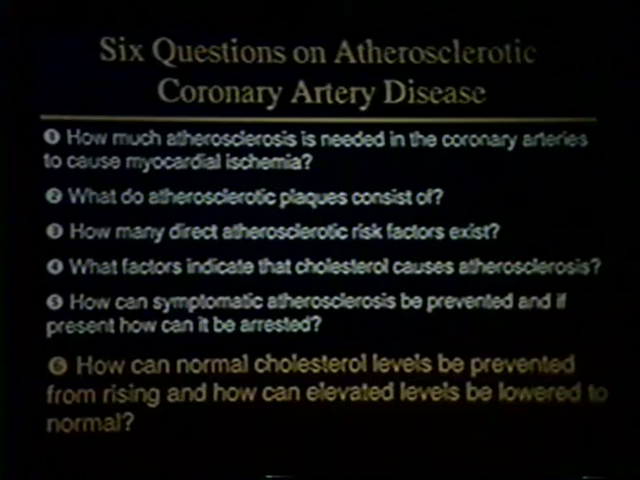 Six Questions on Atherosclerotic
Coronary Artery Disease
❶ How much atherosclerosis is needed in the coronary arteries
to cause myocardial ischemia?
❷ What do atherosclerotic plaques consist of?
❸ How many direct atherosclerotic risk factors exist?
❹ What factors indicate that cholesterol causes atherosclerosis?
❺ How can symptomatic atherosclerosis be prevented and if
present how can it be arrested?
❻ How can normal cholesterol levels be prevented
from rising and how can elevated levels be lowered to
normal?